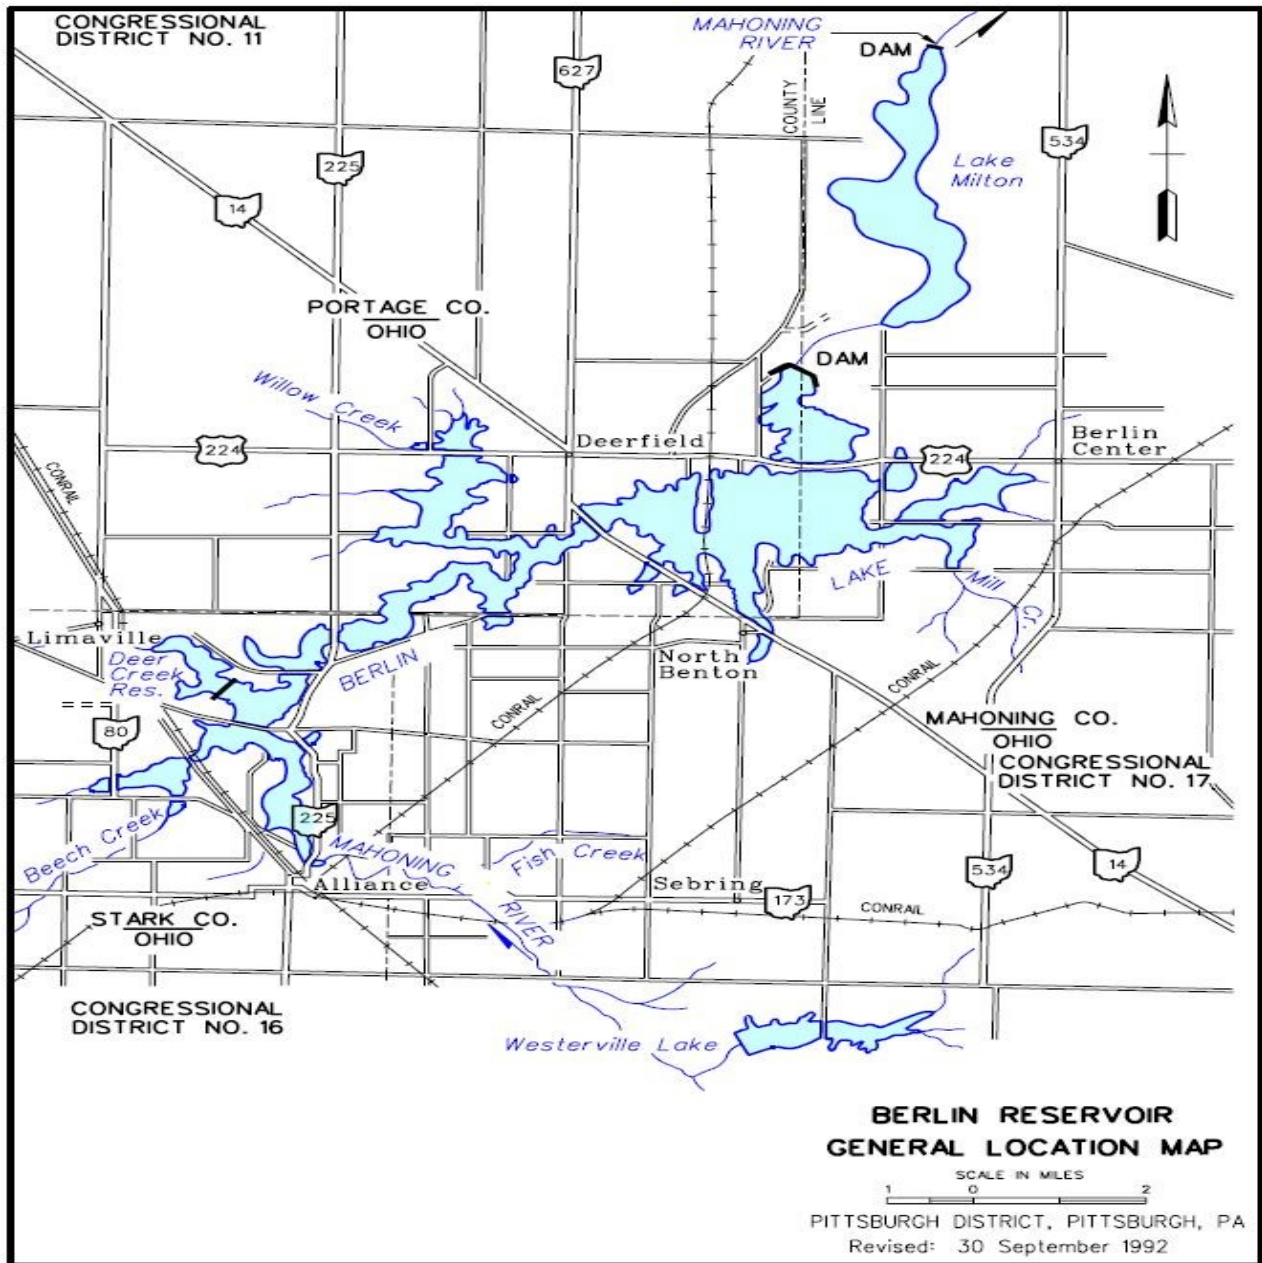 CONGRESSIONAL
DISTRICT NO. 11
MAHONING
RIVER
DAM
627
COUNTY
LINE
534
225
Lake
Milton
14
PORTAGE CO.
OHIO
DAM
Willow Creek
Deerfield
Berlin
Center
224
224
CONRAIL
LAKE
Mill
Cr.
Limaville
Deer
Creek
Res.
BERLIN
North
Benton
CONRAIL
CONRAIL
80
MAHONING CO.
OHIO
CONGRESSIONAL
DISTRICT NO. 17
225
Beech Creek
MAHONING
RIVER
Fish Creek
534
14
Alliance
Sebring
173
CONRAIL
STARK CO.
OHIO
CONGRESSIONAL
DISTRICT NO. 16
Westerville Lake
BERLIN RESERVOIR
GENERAL LOCATION MAP
SCALE IN MILES
1 0 2
PITTSBURGH DISTRICT, PITTSBURGH, PA
Revised: 30 September 1992